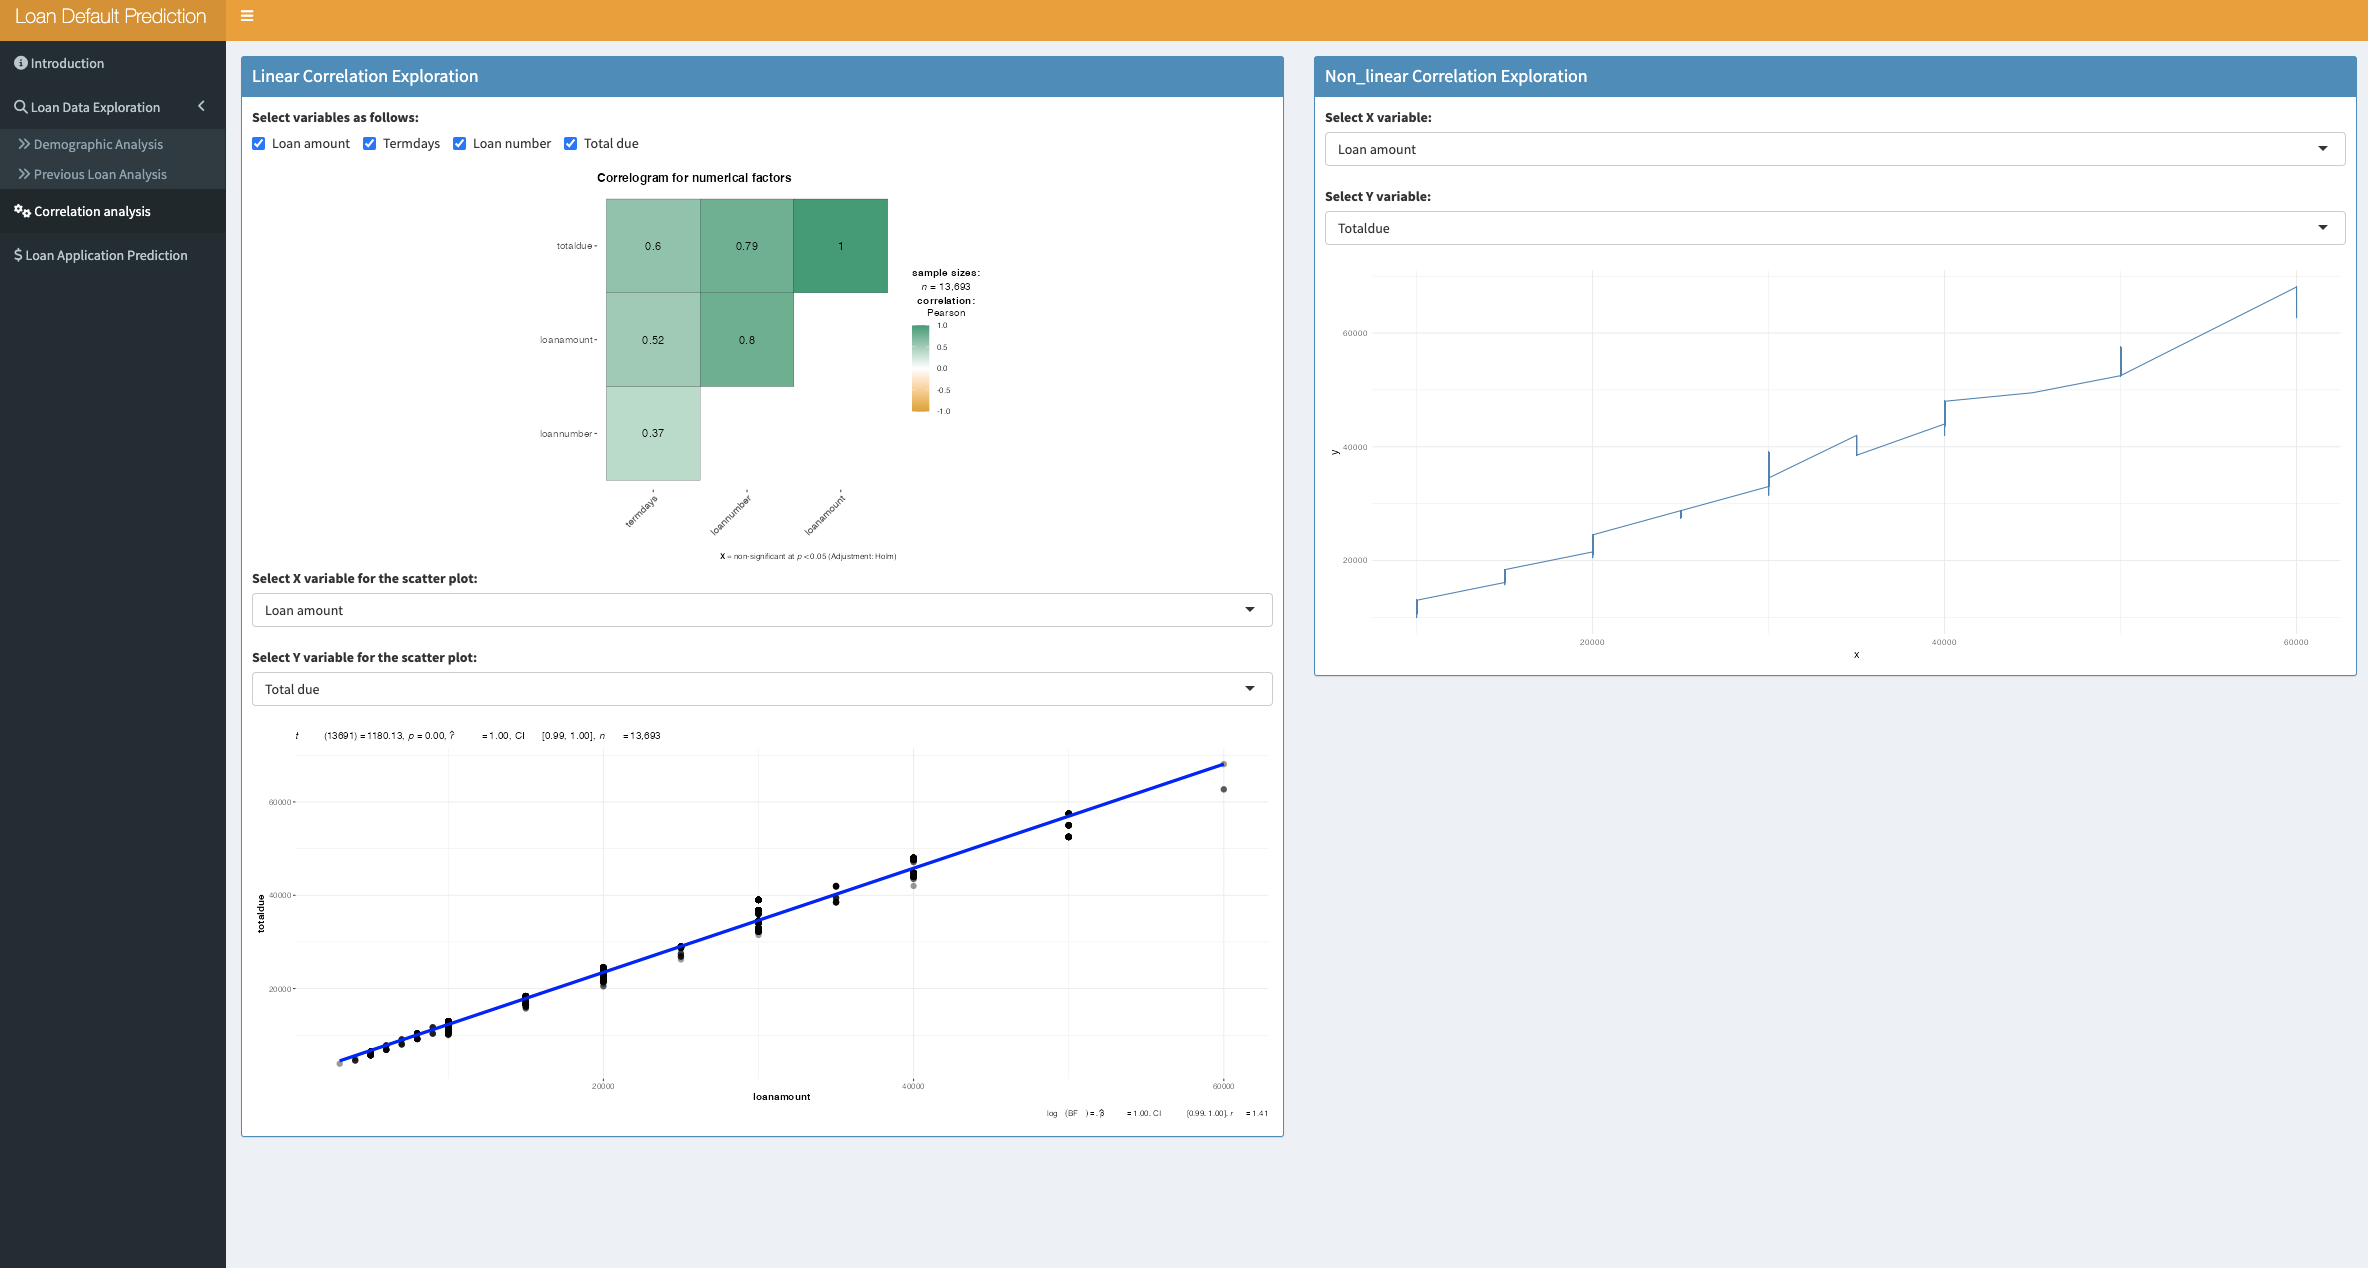 Loan Default Prediction
Introduction
Loan Data Exploration
Demographic Analysis
Previous Loan Analysis
Correlation analysis
$ Loan Application Prediction
Linear Correlation Exploration
Select variables as follows:
Loan amount Termdays Loan number Total due
Correlogram for numerical factors
totaldue 0.6 0.79 1
loanamount 0.52 0.8
loannumber 0.37
termdays loannumber loanamount
sample sizes:
n = 13,693
correlation:
Pearson
1.0
0.5
0.0
-0.5
-1.0
X = non-significant at p < 0.05 (Adjustment: Holm)
Select X variable for the scatter plot:
Loan amount
Select Y variable for the scatter plot:
Total due
t (13691) = 1180.13, p = 0.00, r̂ = 1.00, CI [0.99, 1.00], n = 13,693
totaldue
60000
40000
20000
20000 40000 60000
loanamount
log (BF ) = , = 1.00, CI [0.99, 1.00], r = 1.41
Non_linear Correlation Exploration
Select X variable:
Loan amount
Select Y variable:
Totaldue
y
60000
40000
20000
20000 40000 60000
x